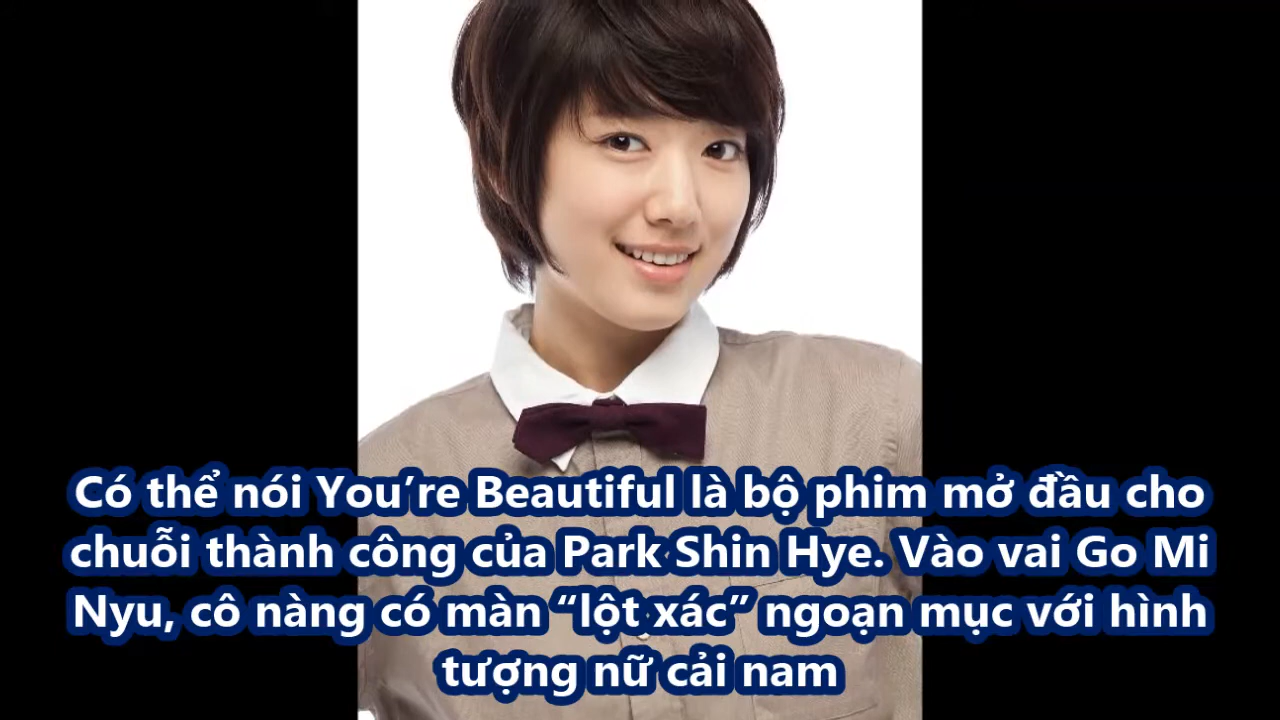 Có thể nói You′re Beautiful là bộ phim mở đầu cho
chuỗi thành công của Park Shin Hye. Vào vai Go Mi
Nyu, cô nàng có màn “lột xác” ngoạn mục với hình
tượng nữ cải nam